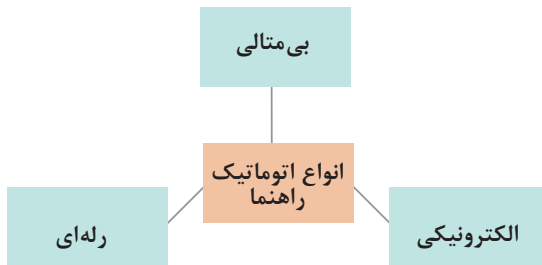 بی‌متالی
انواع اتوماتیک
راهنما
الکترونیکی
رله‌ای